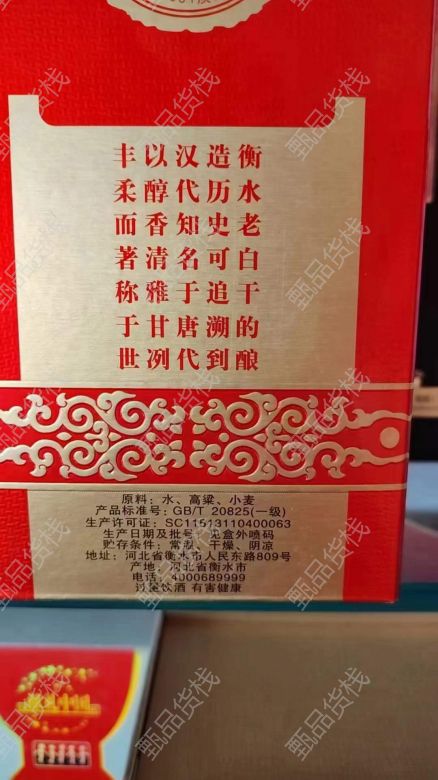 衡水老白干的酿
造历史可追溯到
汉代知名于唐代
以醇香清雅甘冽
丰柔而著称于世
原料：水、高粱、小麦
产品标准号：GB/T 20825(一级)
生产许可证：SC11513110400063
生产日期及批号：见盒外喷码
贮存条件：常温、干燥、阴凉
地址：河北省衡水市人民东路809号
产地：河北省衡水市
电话：4000689999
过量饮酒 有害健康
甄品货栈